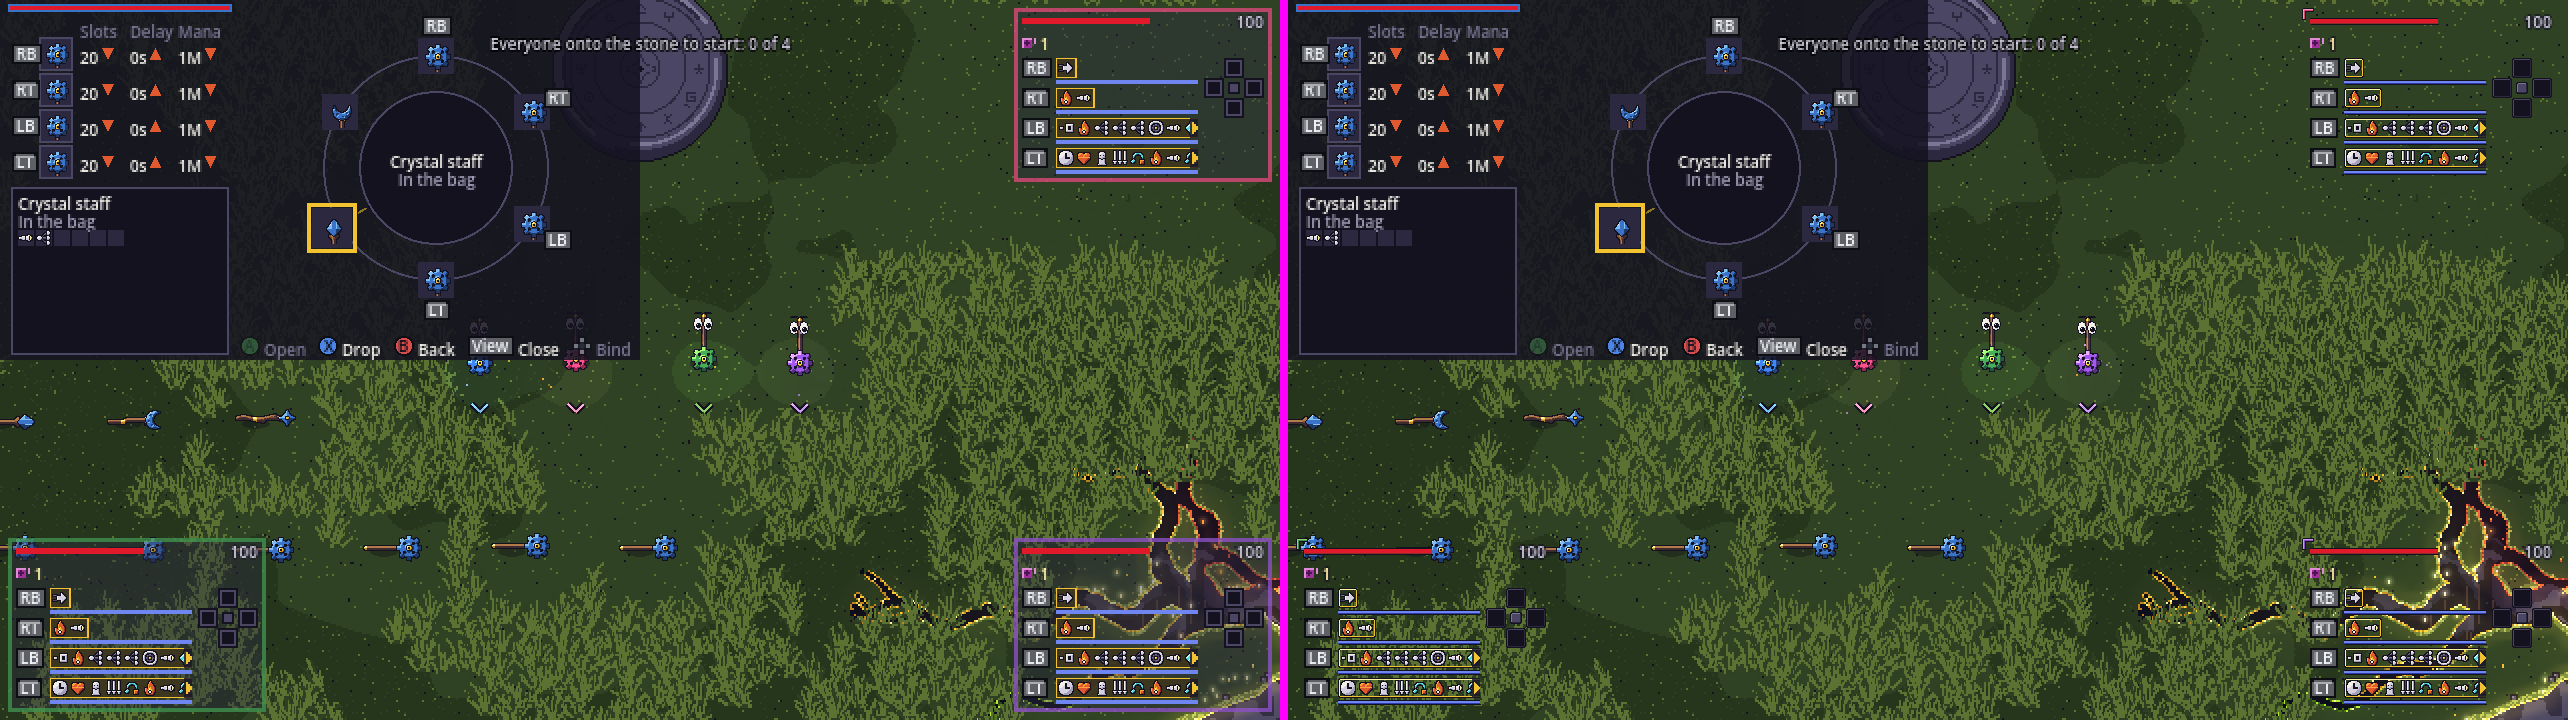 Slots Delay Mana
RB 20 0s 1M
RT 20 0s 1M
LB 20 0s 1M
LT 20 0s 1M
Crystal staff
In the bag
RB
RT
LB
LT
Crystal staff
In the bag
A Open X Drop B Back View Close Bind
Everyone onto the stone to start: 0 of 4
100
1
RB
RT
LB
LT
100
1
RB
RT
LB
LT
100
1
RB
RT
LB
LT
Slots Delay Mana
RB 20 0s 1M
RT 20 0s 1M
LB 20 0s 1M
LT 20 0s 1M
Crystal staff
In the bag
RB
RT
LB
LT
Crystal staff
In the bag
A Open X Drop B Back View Close Bind
Everyone onto the stone to start: 0 of 4
100
1
RB
RT
LB
LT
100
1
RB
RT
LB
LT
100
1
RB
RT
LB
LT